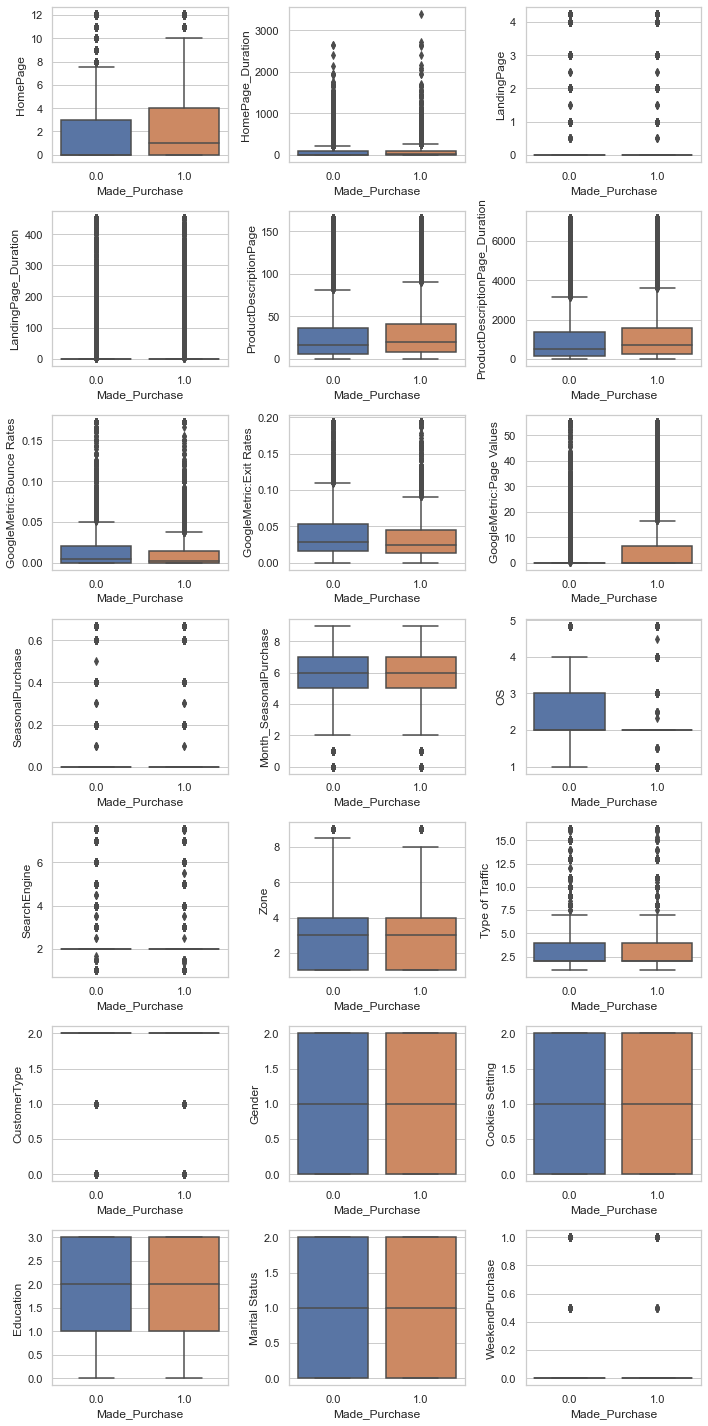 HomePage
12
10
8
6
4
2
0
0.0 1.0
Made_Purchase
HomePage_Duration
3000
2000
1000
0
0.0 1.0
Made_Purchase
LandingPage
4
3
2
1
0
0.0 1.0
Made_Purchase
LandingPage_Duration
400
300
200
100
0
0.0 1.0
Made_Purchase
ProductDescriptionPage
150
100
50
0
0.0 1.0
Made_Purchase
ProductDescriptionPage_Duration
6000
4000
2000
0
0.0 1.0
Made_Purchase
GoogleMetric:Bounce Rates
0.15
0.10
0.05
0.00
0.0 1.0
Made_Purchase
GoogleMetric:Exit Rates
0.20
0.15
0.10
0.05
0.00
0.0 1.0
Made_Purchase
GoogleMetric:Page Values
50
40
30
20
10
0
0.0 1.0
Made_Purchase
SeasonalPurchase
0.6
0.4
0.2
0.0
0.0 1.0
Made_Purchase
Month_SeasonalPurchase
8
6
4
2
0
0.0 1.0
Made_Purchase
OS
5
4
3
2
1
0.0 1.0
Made_Purchase
SearchEngine
6
4
2
0.0 1.0
Made_Purchase
Zone
8
6
4
2
0.0 1.0
Made_Purchase
Type of Traffic
15.0
12.5
10.0
7.5
5.0
2.5
0.0 1.0
Made_Purchase
CustomerType
2.0
1.5
1.0
0.5
0.0
0.0 1.0
Made_Purchase
Gender
2.0
1.5
1.0
0.5
0.0
0.0 1.0
Made_Purchase
Cookies Setting
2.0
1.5
1.0
0.5
0.0
0.0 1.0
Made_Purchase
Education
3.0
2.5
2.0
1.5
1.0
0.5
0.0
0.0 1.0
Made_Purchase
Marital Status
2.0
1.5
1.0
0.5
0.0
0.0 1.0
Made_Purchase
WeekendPurchase
1.0
0.8
0.6
0.4
0.2
0.0
0.0 1.0
Made_Purchase